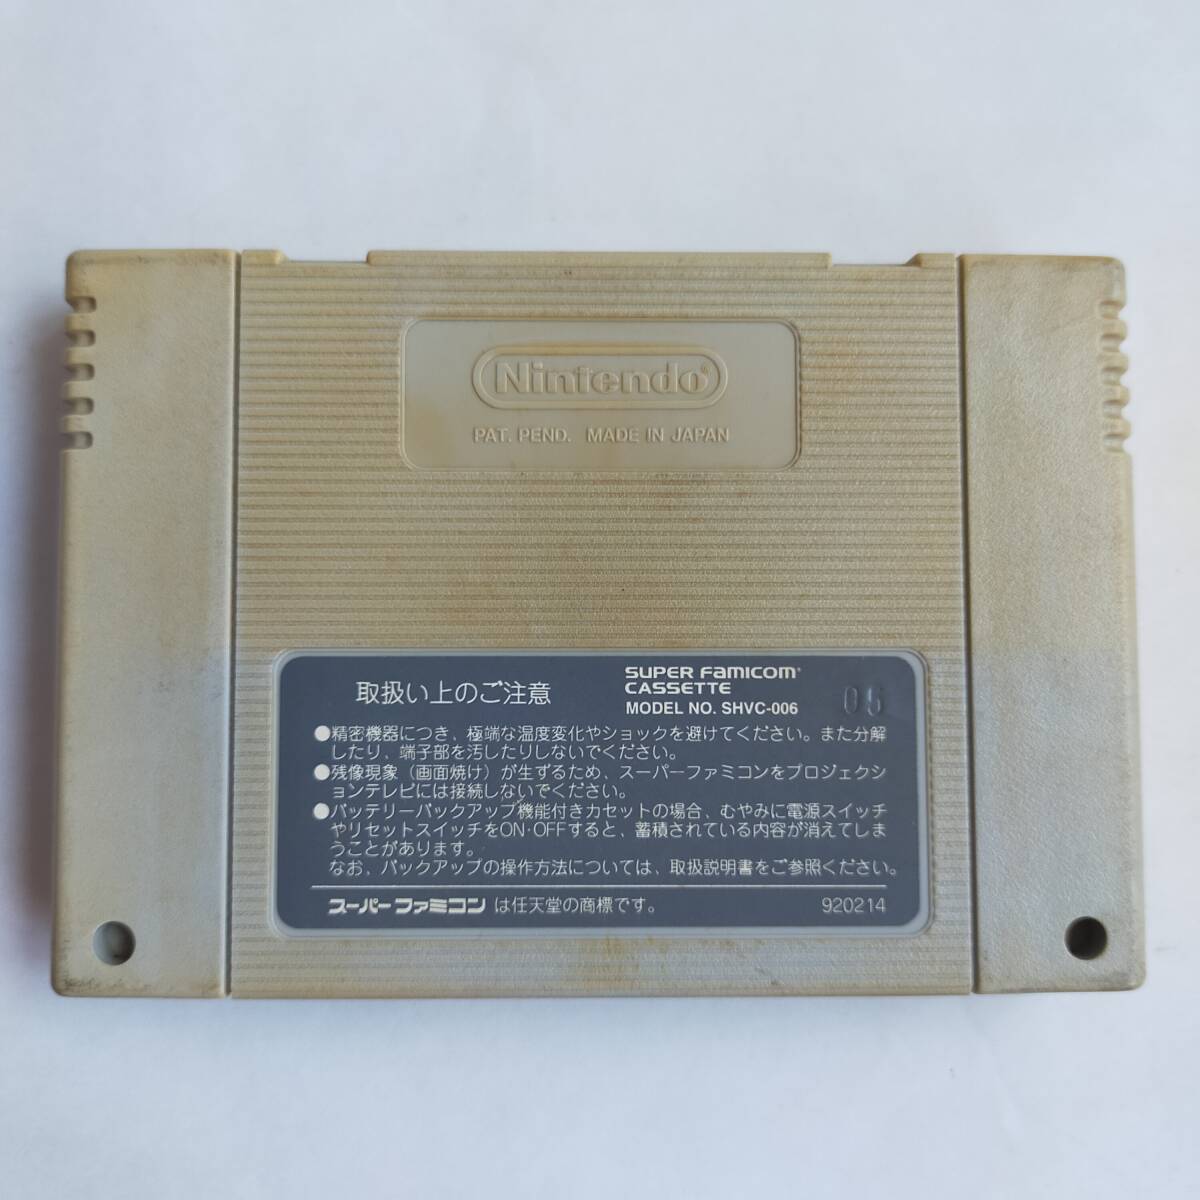 Nintendo®
PAT. PEND. MADE IN JAPAN
取扱い上のご注意
SUPER FAMICOM
CASSETTE
MODEL NO. SHVC-006
●精密機器につき、極端な温度変化やショックを避けてください。また分解
したり、端子部を汚したりしないでください。
●残像現象（画面焼け）が生ずるため、スーパーファミコンをプロジェクシ
ョンテレビには接続しないでください。
●バッテリーバックアップ機能付きカセットの場合、むやみに電源スイッチ
やリセットスイッチをON·OFFすると、蓄積されている内容が消えてしま
うことがあります。
なお、バックアップの操作方法については、取扱説明書をご参照ください。
スーパーファミコンは任天堂の商標です。
920214